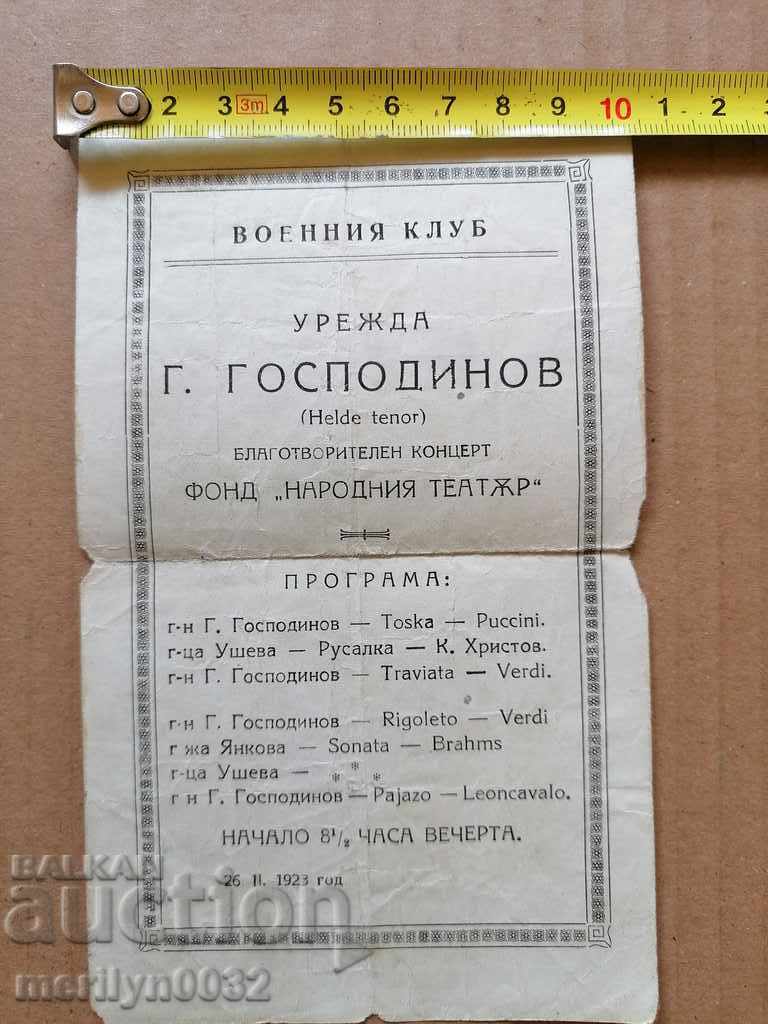 2 3 3m 4 5 6 7 8 9 10 1 2
ВОЕННИЯ КЛУБ
УРЕЖДА
Г. ГОСПОДИНОВ
(Helde tenor)
БЛАГОТВОРИТЕЛЕН КОНЦЕРТ
ФОНД „НАРОДНИЯ ТЕАТѪР“
ПРОГРАМА:
г-н Г. Господинов — Toska — Puccini.
г-ца Ушева — Русалка — К. Христов.
г-н Г. Господинов — Traviata — Verdi.
г-н Г. Господинов — Rigoleto — Verdi
г жа Янкова — Sonata — Brahms
г-ца Ушева — * * *
г н Г. Господинов — Pajazo — Leoncavalo.
НАЧАЛО 8½ ЧАСА ВЕЧЕРТА.
26 II. 1923 год
BALKAN
auction
merilyn0032